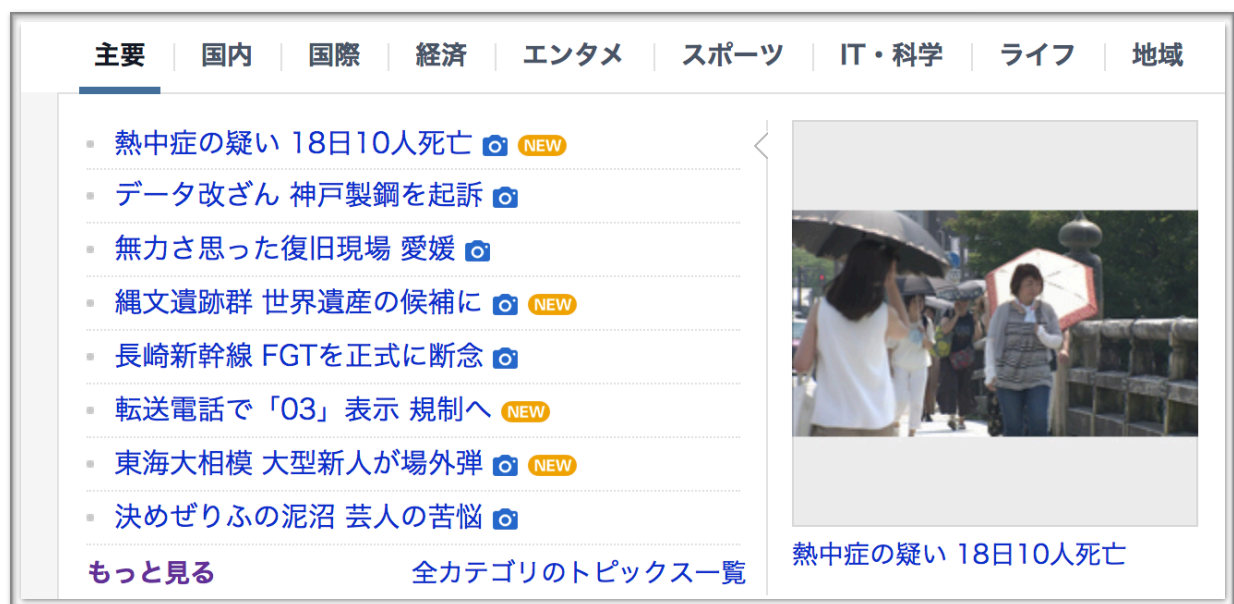 主要 国内 国際 経済 エンタメ スポーツ IT・科学 ライフ 地域
熱中症の疑い 18日10人死亡 NEW
データ改ざん 神戸製鋼を起訴
無力さ思った復旧現場 愛媛
縄文遺跡群 世界遺産の候補に NEW
長崎新幹線 FGTを正式に断念
転送電話で「03」表示 規制へ NEW
東海大相模 大型新人が場外弾 NEW
決めぜりふの泥沼 芸人の苦悩
もっと見る 全カテゴリのトピックス一覧
熱中症の疑い 18日10人死亡